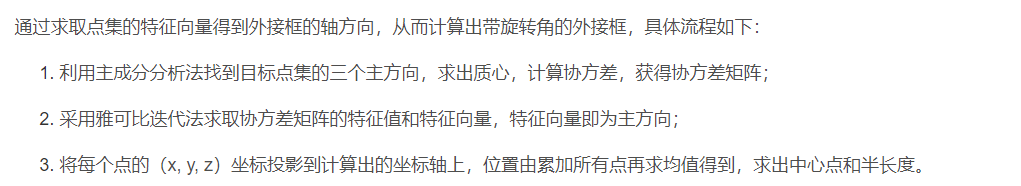 通过求取点集的特征向量得到外接框的轴方向，从而计算出带旋转角的外接框，具体流程如下：
1. 利用主成分分析法找到目标点集的三个主方向，求出质心，计算协方差，获得协方差矩阵；
2. 采用雅可比迭代法求取协方差矩阵的特征值和特征向量，特征向量即为主方向；
3. 将每个点的（x, y, z）坐标投影到计算出的坐标轴上，位置由累加所有点再求均值得到，求出中心点和半长度。